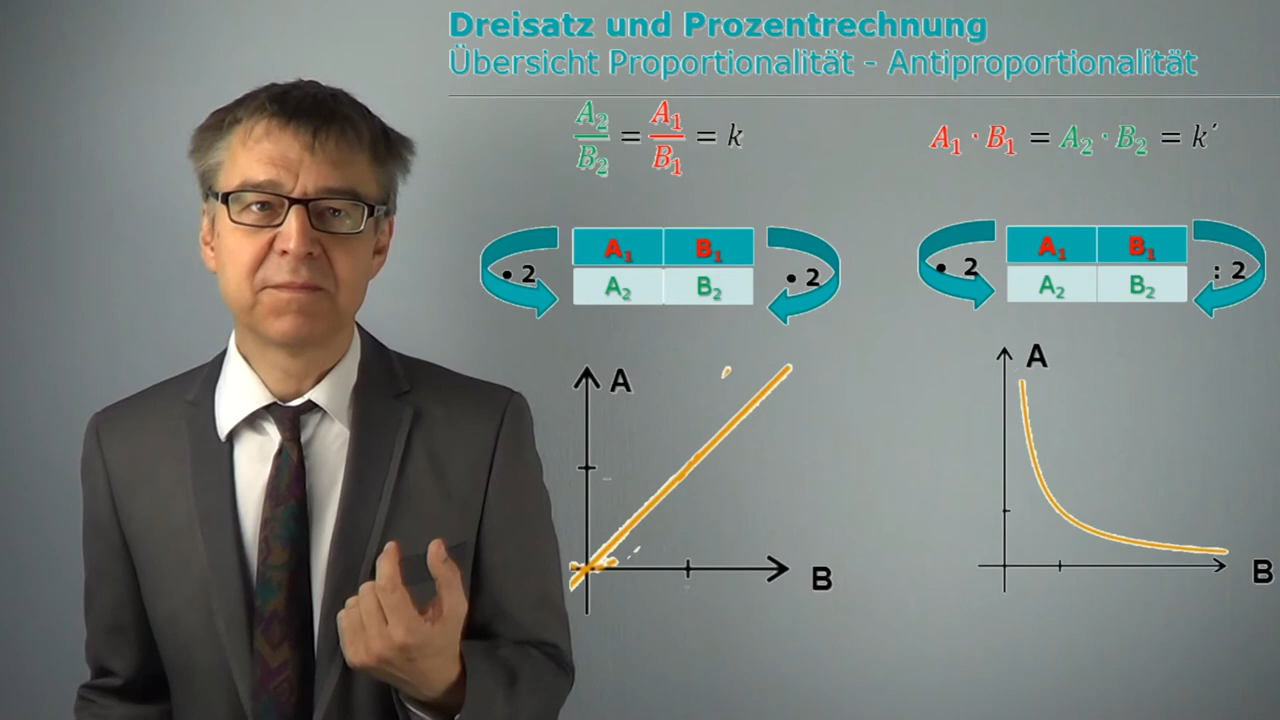 Dreisatz und Prozentrechnung
Übersicht Proportionalität - Antiproportionalität
A₂/B₂ = A₁/B₁ = k
A₁ · B₁ = A₂ · B₂ = k´
• 2
A₁ B₁
A₂ B₂
• 2
• 2
A₁ B₁
A₂ B₂
: 2
A
B
A
B